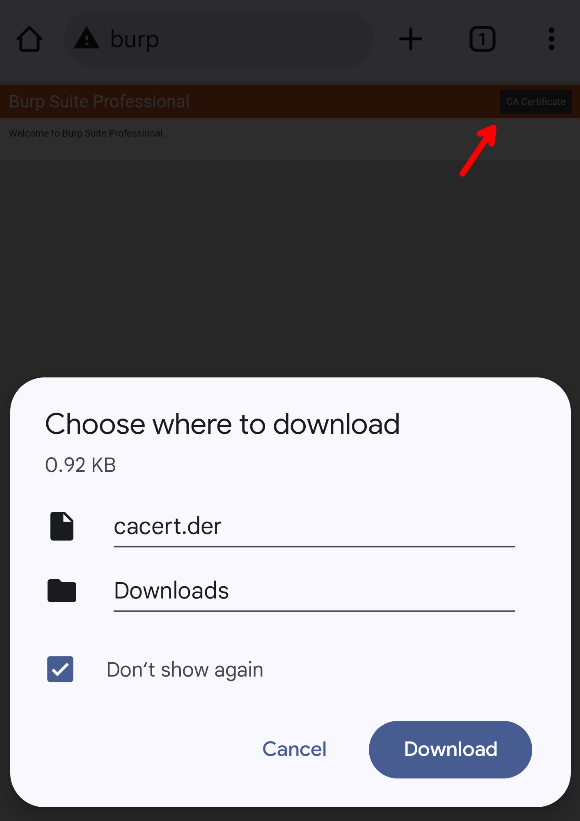 burp
1
Burp Suite Professional
CA Certificate
Welcome to Burp Suite Professional.
Choose where to download
0.92 KB
cacert.der
Downloads
Don't show again
Cancel
Download